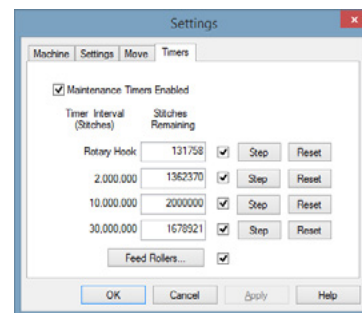 Settings
Machine Settings Move Timers
Maintenance Timers Enabled
Timer Interval Stitches
(Stitches) Remaining
Rotary Hook 131758 Step Reset
2,000,000 1362370 Step Reset
10,000,000 2000000 Step Reset
30,000,000 1678921 Step Reset
Feed Rollers...
OK Cancel Apply Help